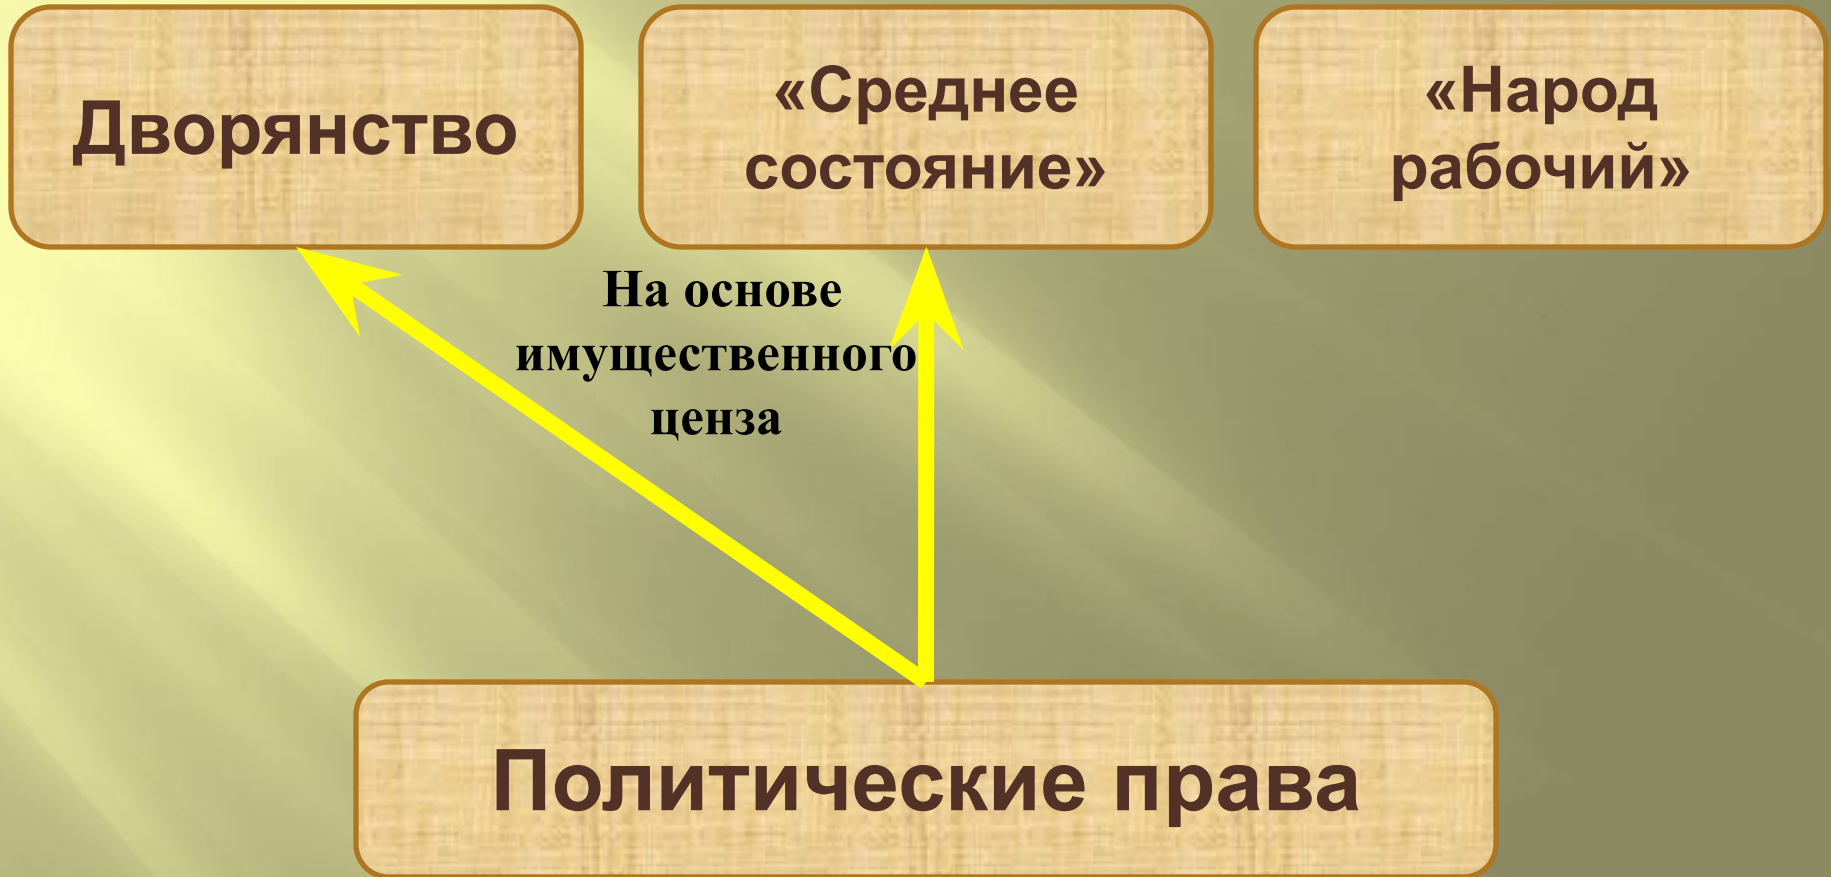 Дворянство
«Среднее
состояние»
«Народ
рабочий»
На основе
имущественного
ценза
Политические права